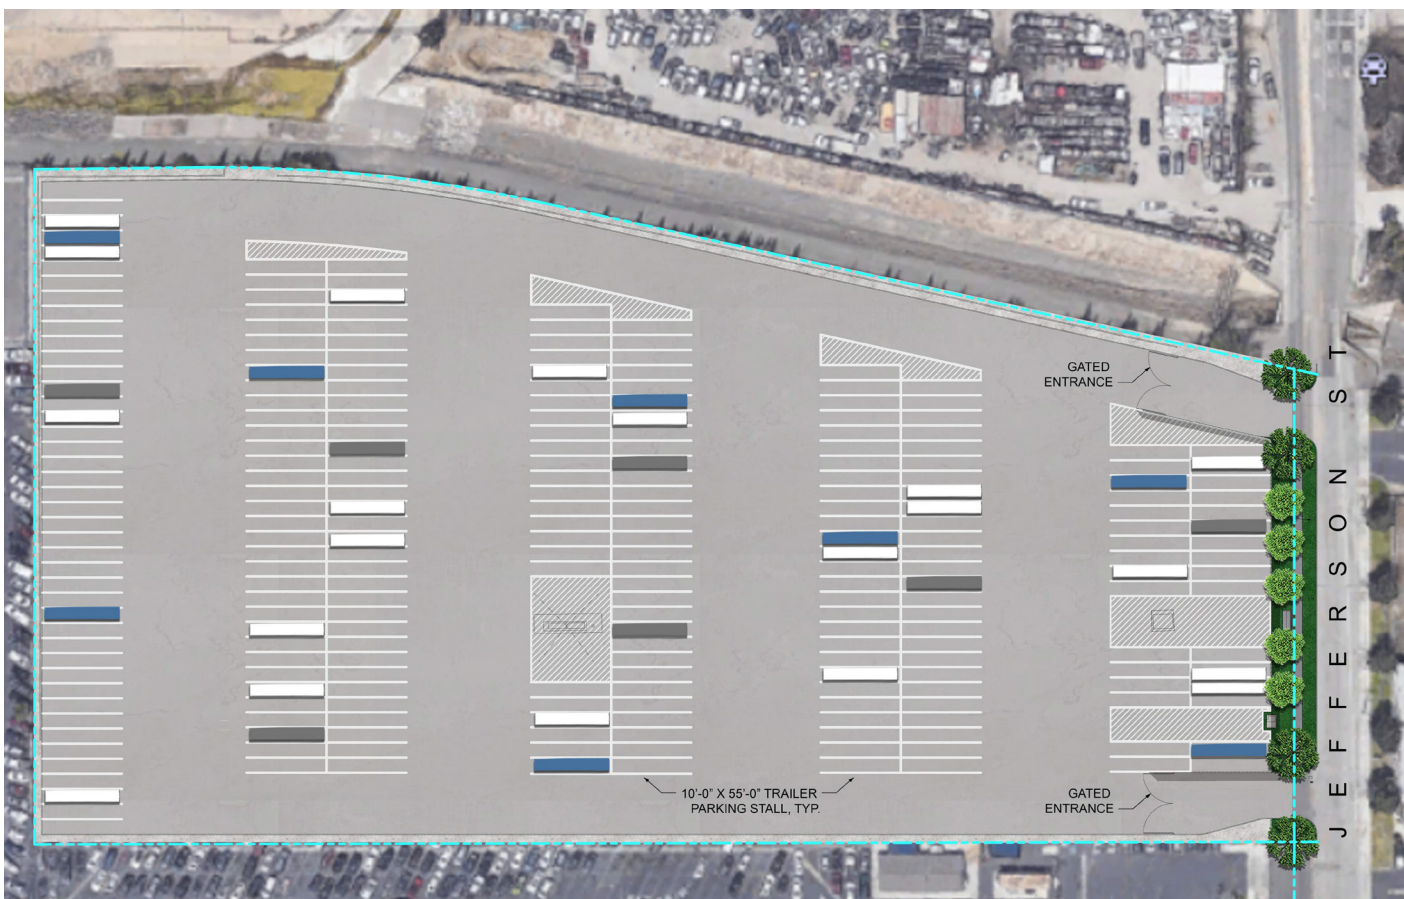 GATED
ENTRANCE
JEFFERSON ST
10'-0" X 55'-0" TRAILER
PARKING STALL, TYP.
GATED
ENTRANCE